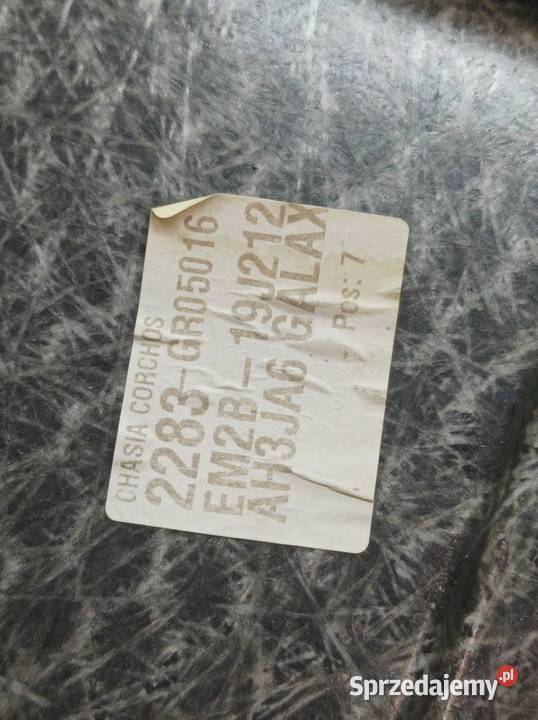 CHASIA CORCHOS
2283-GR05016
EM2B-19J212
AH3JA6 GALAX
Pos: 7
Sprzedajemy.pl